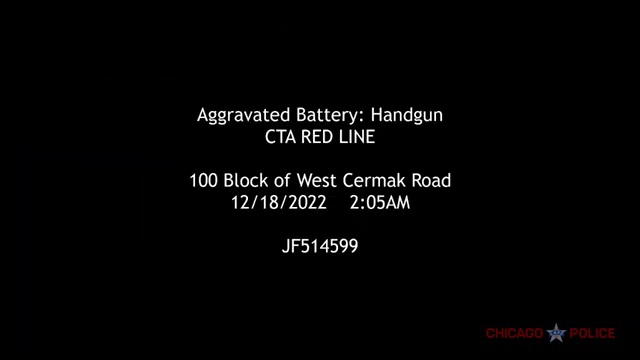 Aggravated Battery: Handgun
CTA RED LINE
100 Block of West Cermak Road
12/18/2022 2:05AM
JF514599
CHICAGO POLICE